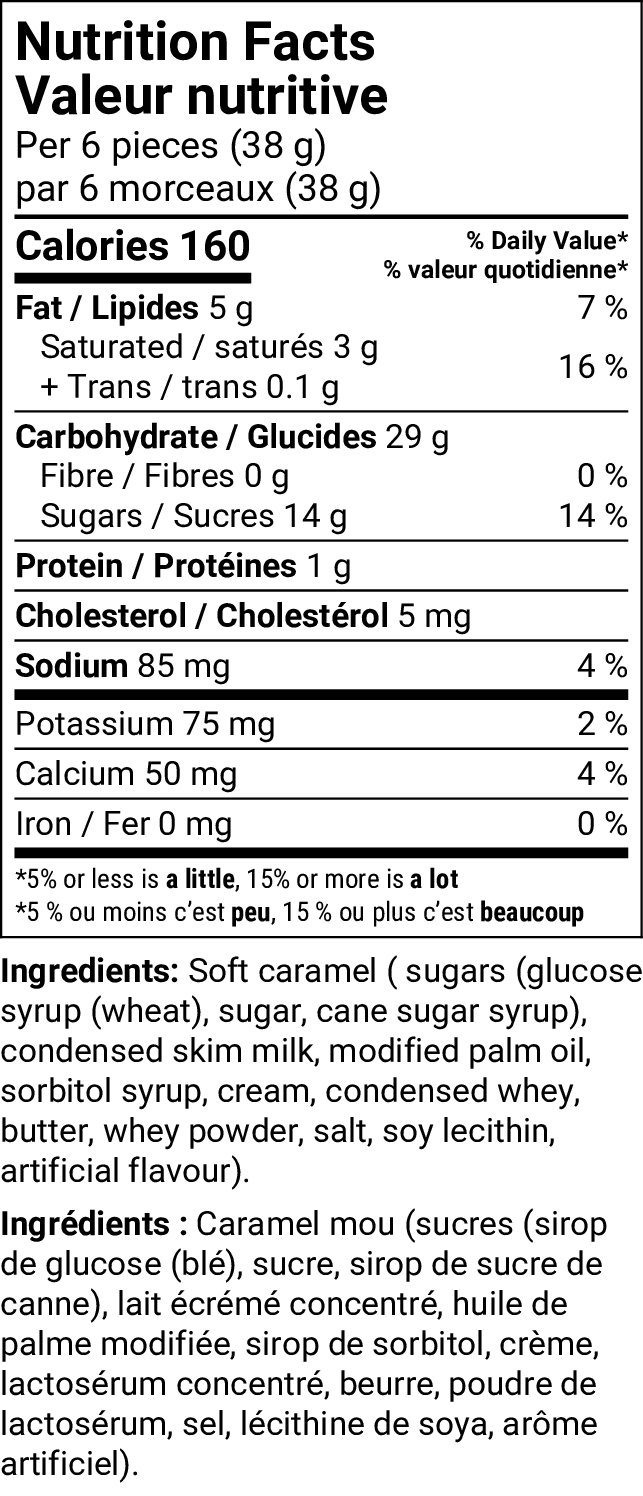 Nutrition Facts
Valeur nutritive
Per 6 pieces (38 g)
par 6 morceaux (38 g)
Calories 160
% Daily Value*
% valeur quotidienne*
Fat / Lipides 5 g 7 %
Saturated / saturés 3 g
+ Trans / trans 0.1 g
16 %
Carbohydrate / Glucides 29 g
Fibre / Fibres 0 g 0 %
Sugars / Sucres 14 g 14 %
Protein / Protéines 1 g
Cholesterol / Cholestérol 5 mg
Sodium 85 mg 4 %
Potassium 75 mg 2 %
Calcium 50 mg 4 %
Iron / Fer 0 mg 0 %
*5% or less is a little, 15% or more is a lot
*5 % ou moins c’est peu, 15 % ou plus c’est beaucoup
Ingredients: Soft caramel ( sugars (glucose
syrup (wheat), sugar, cane sugar syrup),
condensed skim milk, modified palm oil,
sorbitol syrup, cream, condensed whey,
butter, whey powder, salt, soy lecithin,
artificial flavour).
Ingrédients : Caramel mou (sucres (sirop
de glucose (blé), sucre, sirop de sucre de
canne), lait écrémé concentré, huile de
palme modifiée, sirop de sorbitol, crème,
lactosérum concentré, beurre, poudre de
lactosérum, sel, lécithine de soya, arôme
artificiel).